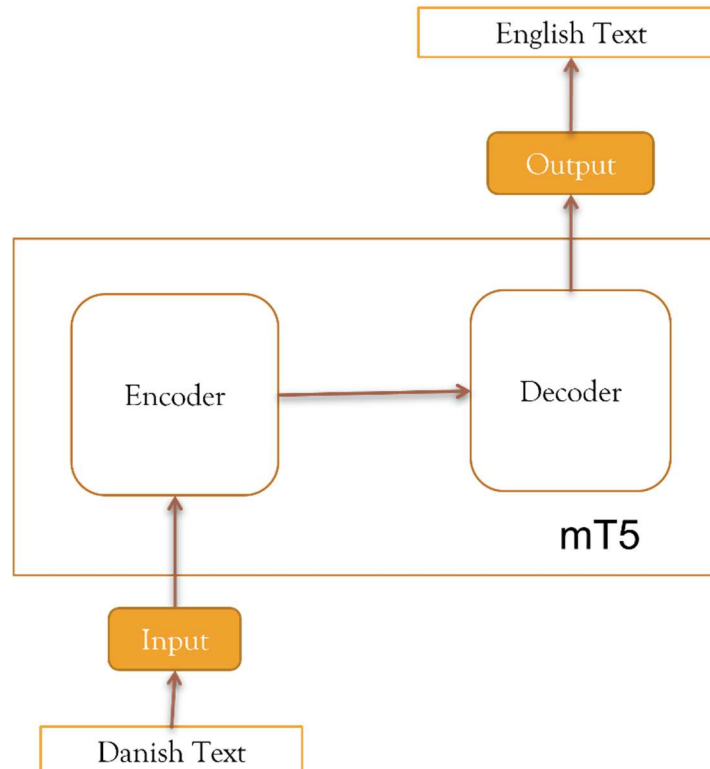 English Text
Output
Encoder
Decoder
mT5
Input
Danish Text